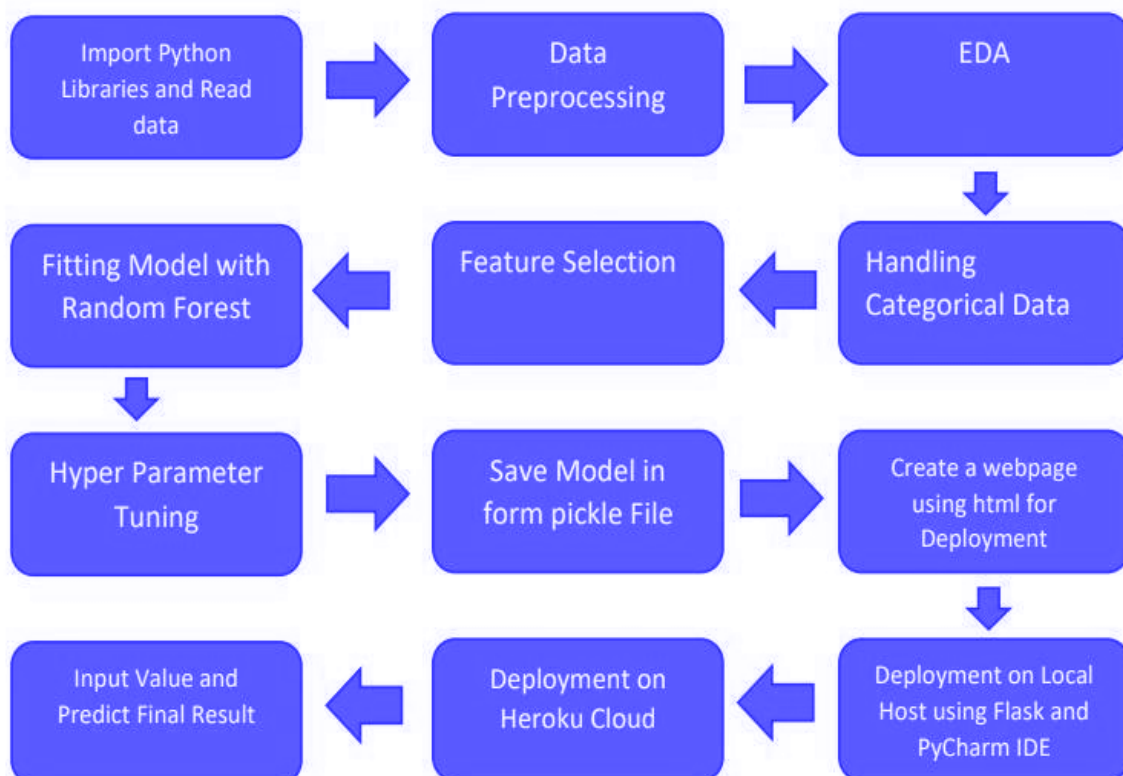 Import Python
Libraries and Read
data
Data
Preprocessing
EDA
Handling
Categorical Data
Feature Selection
Fitting Model with
Random Forest
Hyper Parameter
Tuning
Save Model in
form pickle File
Create a webpage
using html for
Deployment
Deployment on Local
Host using Flask and
PyCharm IDE
Deployment on
Heroku Cloud
Input Value and
Predict Final Result